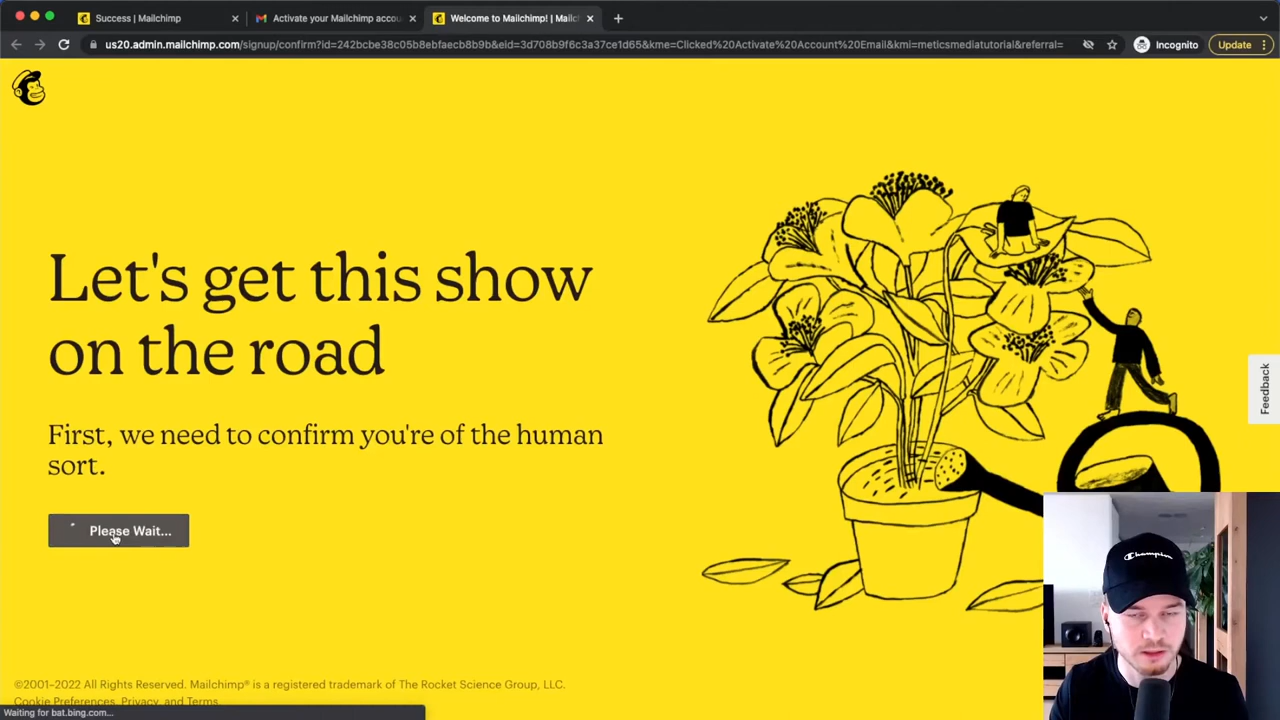 Success | Mailchimp
Activate your Mailchimp accou
Welcome to Mailchimp! | Mailc
us20.admin.mailchimp.com/signup/confirm?id=242bcbe38c05b8ebfaecb8b9b&eid=3d708b9f6c3a37ce1d65&kme=Clicked%20Activate%20Account%20Email&kmi=meticsmediatutorial&referral=
Incognito
Update
Let's get this show
on the road
First, we need to confirm you're of the human
sort.
Please Wait...
Feedback
Champion
©2001–2022 All Rights Reserved. Mailchimp® is a registered trademark of The Rocket Science Group, LLC.
Cookie Preferences, Privacy, and Terms.
Waiting for bat.bing.com...